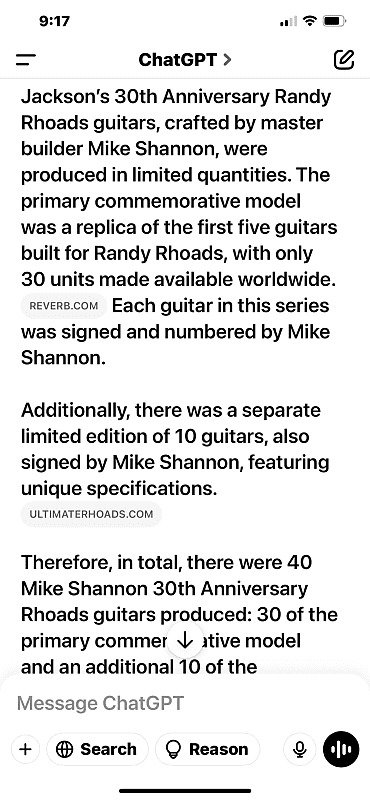 9:17
ChatGPT >
Jackson's 30th Anniversary Randy
Rhoads guitars, crafted by master
builder Mike Shannon, were
produced in limited quantities. The
primary commemorative model
was a replica of the first five guitars
built for Randy Rhoads, with only
30 units made available worldwide.
REVERB.COM Each guitar in this series
was signed and numbered by Mike
Shannon.
Additionally, there was a separate
limited edition of 10 guitars, also
signed by Mike Shannon, featuring
unique specifications.
ULTIMATERHOADS.COM
Therefore, in total, there were 40
Mike Shannon 30th Anniversary
Rhoads guitars produced: 30 of the
primary commer ative model
and an additional 10 of the
Message ChatGPT
+ Search Reason